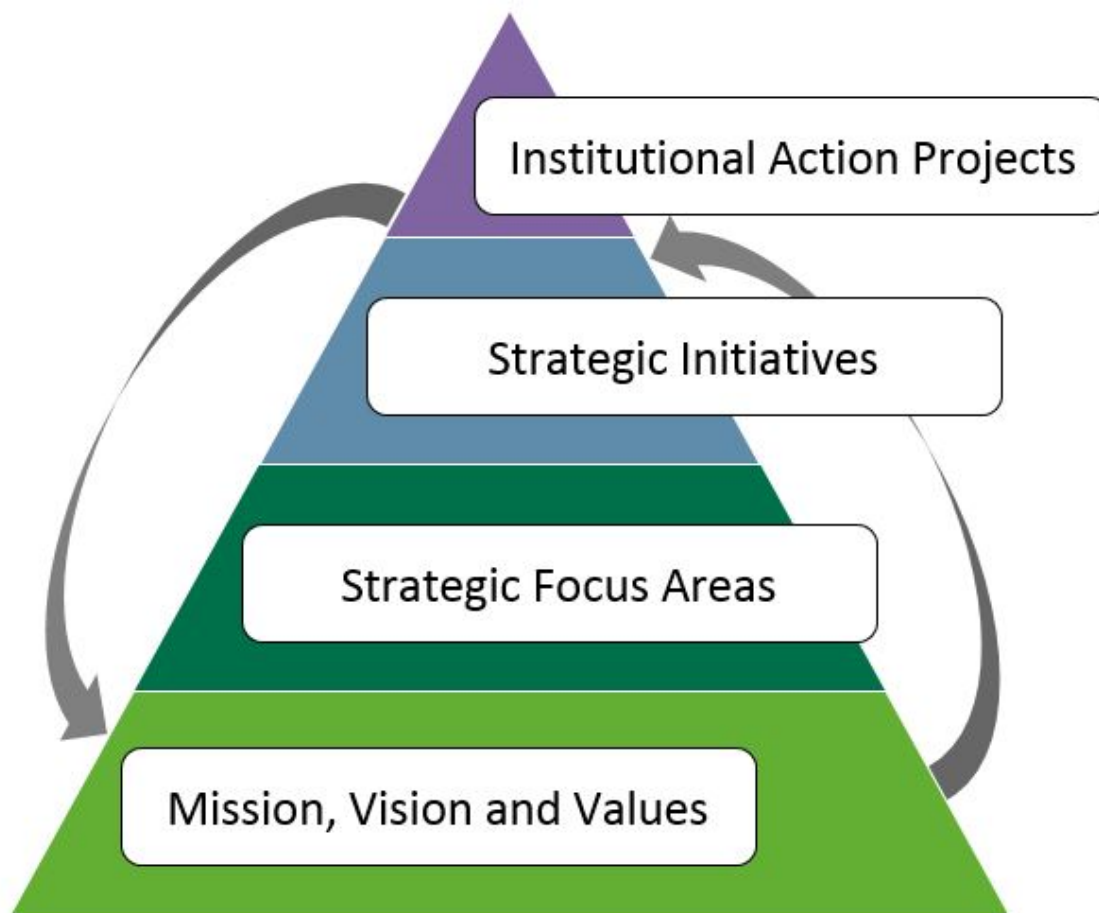 Institutional Action Projects
Strategic Initiatives
Strategic Focus Areas
Mission, Vision and Values